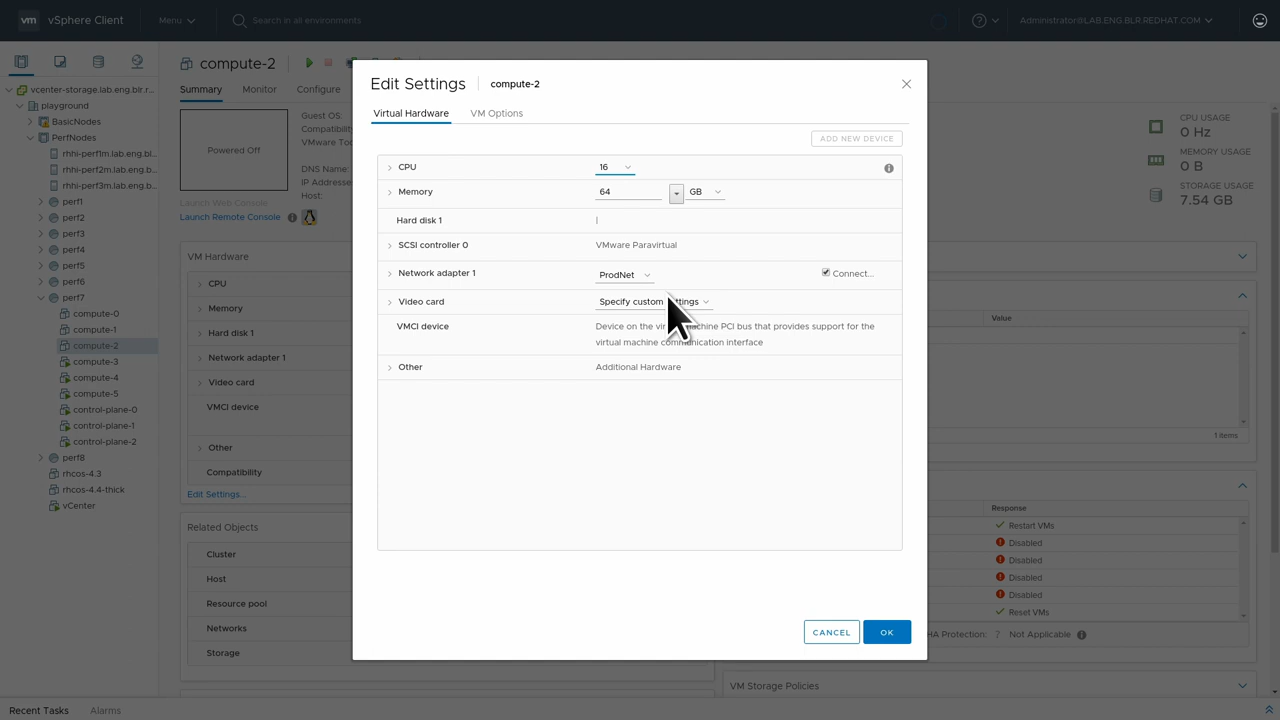 vm vSphere Client Menu Search in all environments Administrator@LAB.ENG.BLR.REDHAT.COM
vcenter-storage.lab.eng.blr.r...
playground
BasicNodes
PerfNodes
rhhi-perf1m.lab.eng.bl...
rhhi-perf2m.lab.eng.b...
rhhi-perf3m.lab.eng.b...
perf1
perf2
perf3
perf4
perf5
perf6
perf7
compute-0
compute-1
compute-2
compute-3
compute-4
compute-5
control-plane-0
control-plane-1
control-plane-2
perf8
rhcos-4.3
rhcos-4.4-thick
vCenter
compute-2
Summary Monitor Configure
Powered Off
Guest OS:
Compatibility
VMware Too
DNS Name:
IP Addresse
Host:
Launch Web Console
Launch Remote Console
VM Hardware
CPU
Memory
Hard disk 1
Network adapter 1
Video card
VMCI device
Other
Compatibility
Edit Settings...
Related Objects
Cluster
Host
Resource pool
Networks
Storage
Edit Settings compute-2
Virtual Hardware VM Options
ADD NEW DEVICE
CPU 16
Memory 64 GB
Hard disk 1
SCSI controller 0 VMware Paravirtual
Network adapter 1 ProdNet Connect...
Video card Specify custom
VMCI device Device on the machine PCI bus that provides support for the
virtual machine communication interface
Other Additional Hardware
CANCEL OK
CPU USAGE
0 Hz
MEMORY USAGE
0 B
STORAGE USAGE
7.54 GB
Value
1 items
Response
Restart VMs
Disabled
Disabled
Disabled
Disabled
Reset VMs
HA Protection: ? Not Applicable
VM Storage Policies
Recent Tasks Alarms